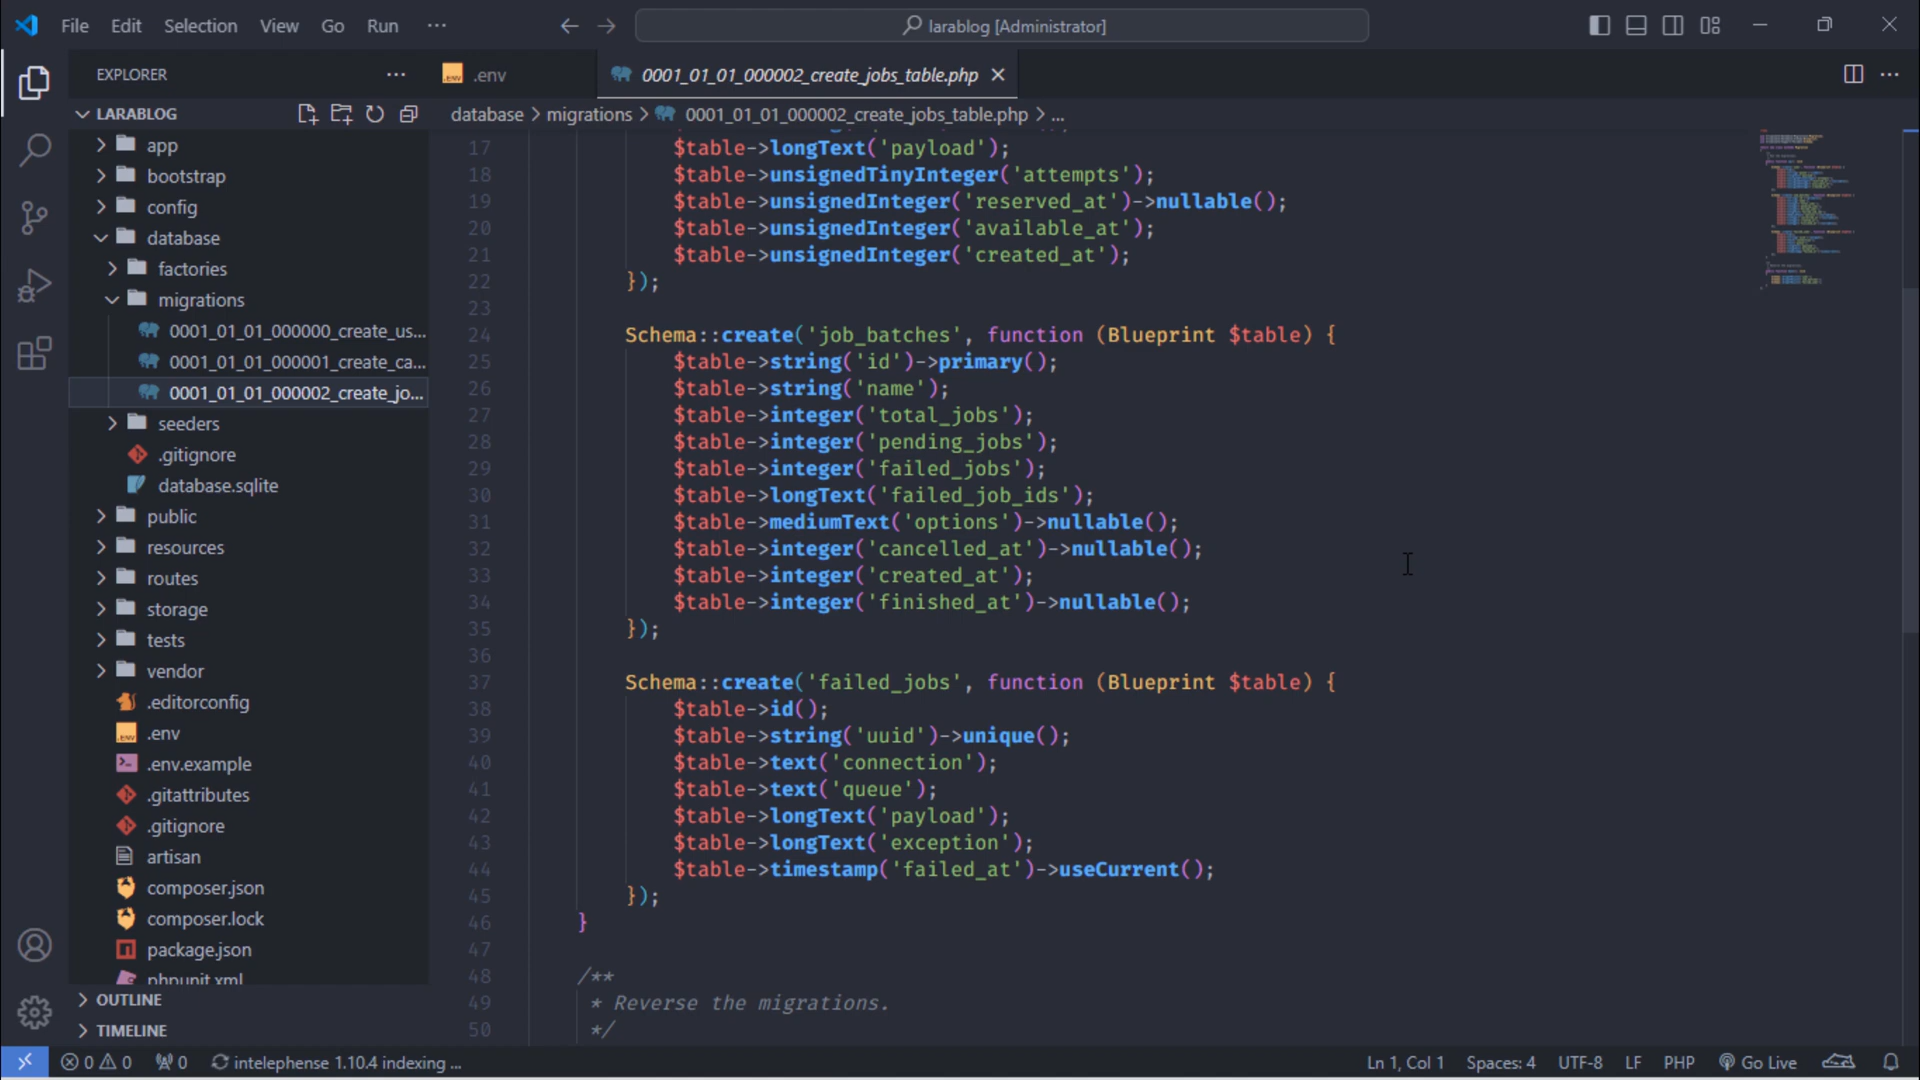 File Edit Selection View Go Run ···
larablog [Administrator]
EXPLORER ···
.env
0001_01_01_000002_create_jobs_table.php
LARABLOG
database > migrations > 0001_01_01_000002_create_jobs_table.php > ...
app
bootstrap
config
database
factories
migrations
0001_01_01_000000_create_us...
0001_01_01_000001_create_ca...
0001_01_01_000002_create_jo...
seeders
.gitignore
database.sqlite
public
resources
routes
storage
tests
vendor
.editorconfig
.env
.env.example
.gitattributes
.gitignore
artisan
composer.json
composer.lock
package.json
phpunit.xml
OUTLINE
TIMELINE
17 $table->longText('payload');
18 $table->unsignedTinyInteger('attempts');
19 $table->unsignedInteger('reserved_at')->nullable();
20 $table->unsignedInteger('available_at');
21 $table->unsignedInteger('created_at');
22 });
23
24 Schema::create('job_batches', function (Blueprint $table) {
25 $table->string('id')->primary();
26 $table->string('name');
27 $table->integer('total_jobs');
28 $table->integer('pending_jobs');
29 $table->integer('failed_jobs');
30 $table->longText('failed_job_ids');
31 $table->mediumText('options')->nullable();
32 $table->integer('cancelled_at')->nullable();
33 $table->integer('created_at');
34 $table->integer('finished_at')->nullable();
35 });
36
37 Schema::create('failed_jobs', function (Blueprint $table) {
38 $table->id();
39 $table->string('uuid')->unique();
40 $table->text('connection');
41 $table->text('queue');
42 $table->longText('payload');
43 $table->longText('exception');
44 $table->timestamp('failed_at')->useCurrent();
45 });
46 }
47
48 /**
49 * Reverse the migrations.
50 */
0 0 0 intelephense 1.10.4 indexing ... Ln 1, Col 1 Spaces: 4 UTF-8 LF PHP Go Live